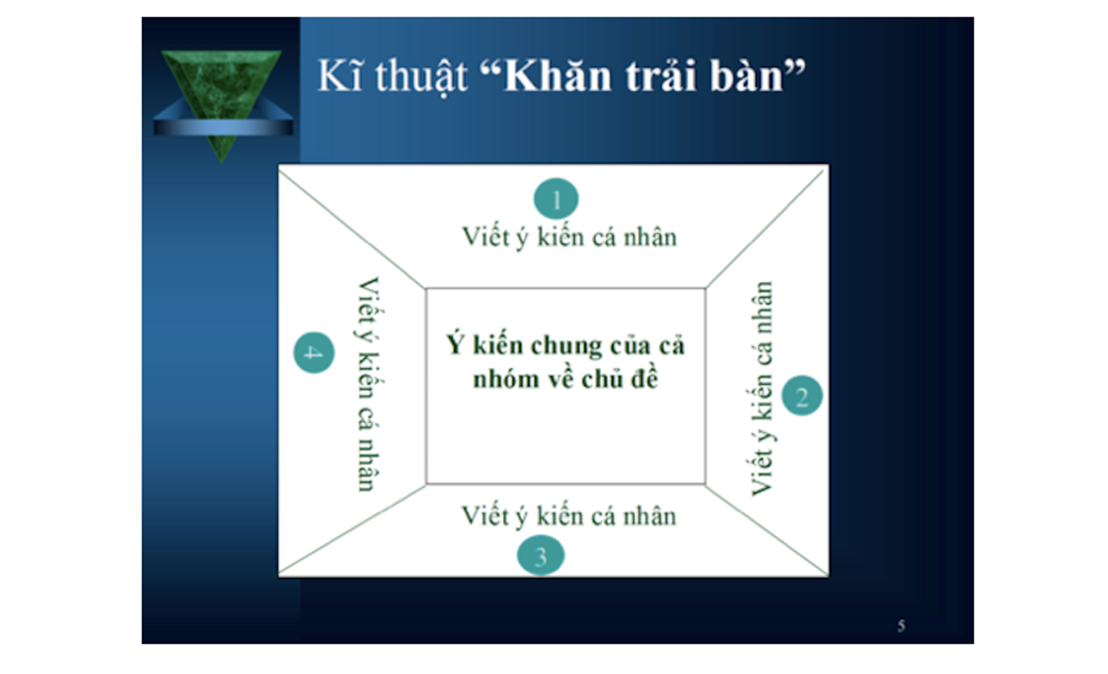 Kĩ thuật “Khăn trải bàn”
1
Viết ý kiến cá nhân
Viết ý kiến cá nhân
4
Ý kiến chung của cả
nhóm về chủ đề
Viết ý kiến cá nhân
2
Viết ý kiến cá nhân
3
5